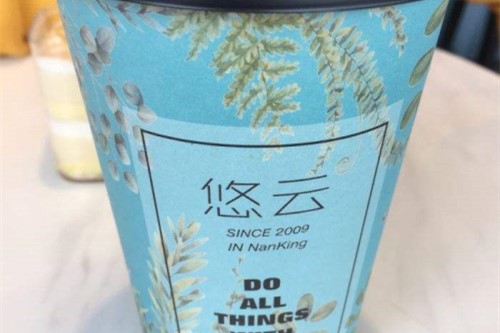 悠云
SINCE 2009
IN NanKing
DO
ALL
THINGS